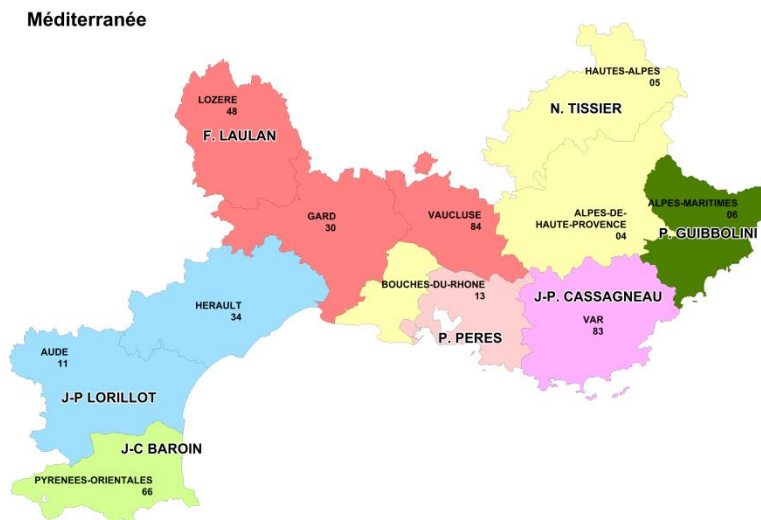 Méditerranée
HAUTES-ALPES
05
N. TISSIER
LOZERE
48
F. LAULAN
ALPES-MARITIMES
06
P. GUIBBOLINI
GARD
30
VAUCLUSE
84
ALPES-DE-
HAUTE-PROVENCE
04
BOUCHES-DU-RHONE
13
P. PERES
J-P. CASSAGNEAU
VAR
83
HERAULT
34
AUDE
11
J-P LORILLOT
J-C BAROIN
PYRENEES-ORIENTALES
66